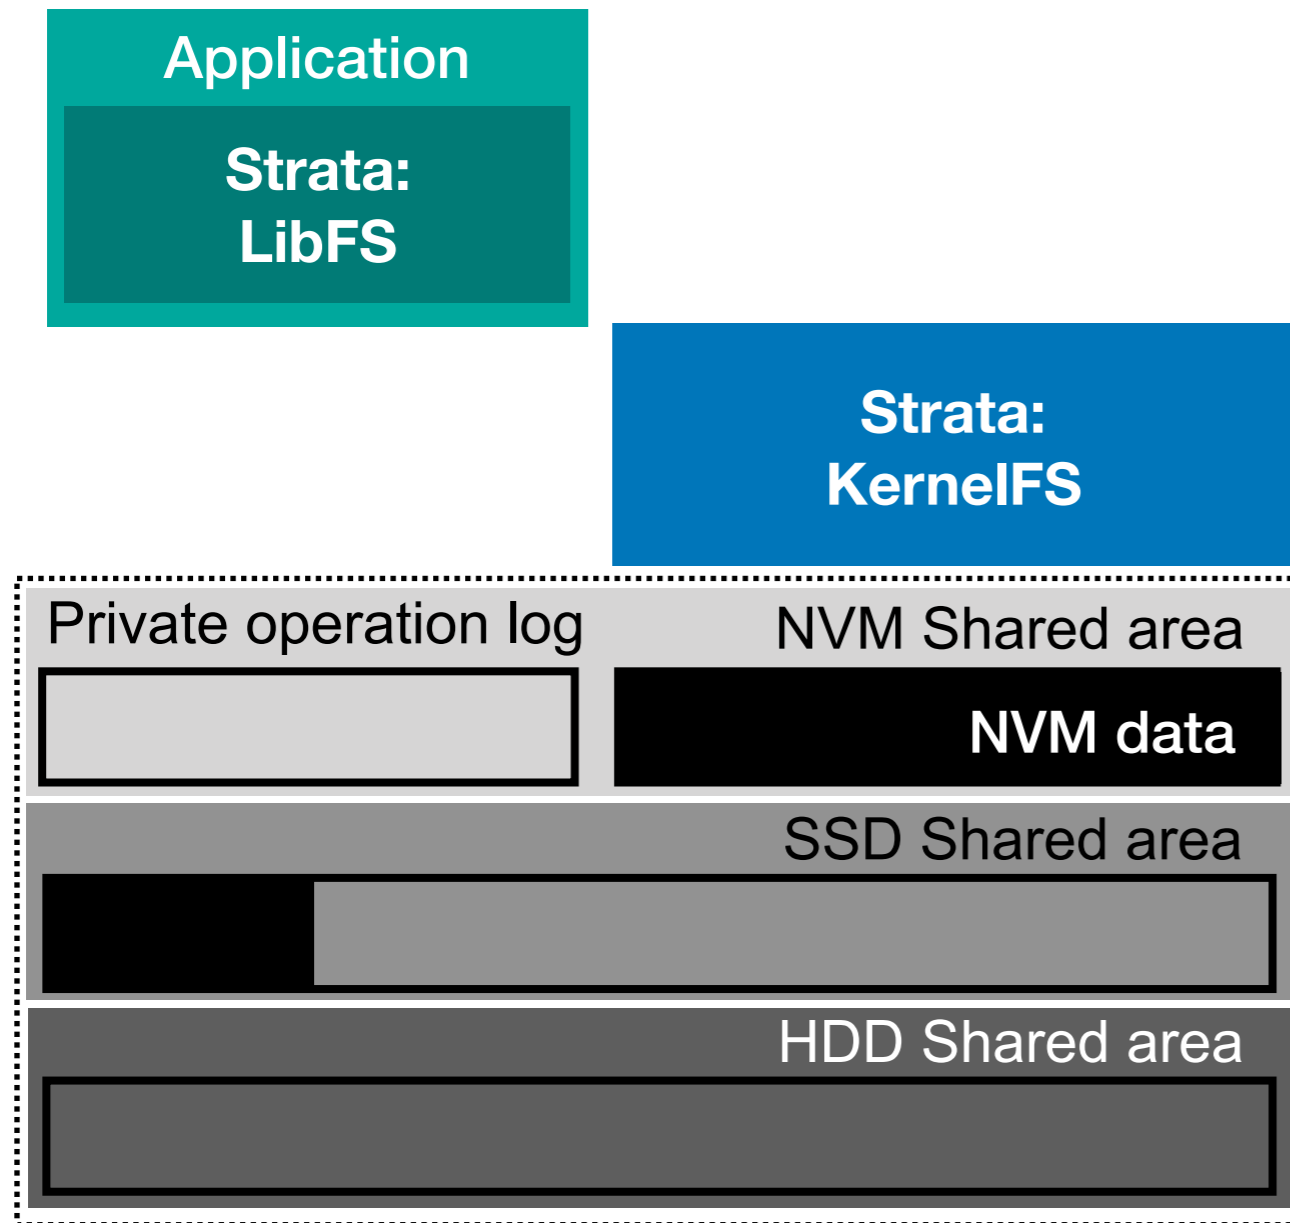 Application
Strata:
LibFS
Strata:
KernelFS
Private operation log
NVM Shared area
NVM data
SSD Shared area
HDD Shared area